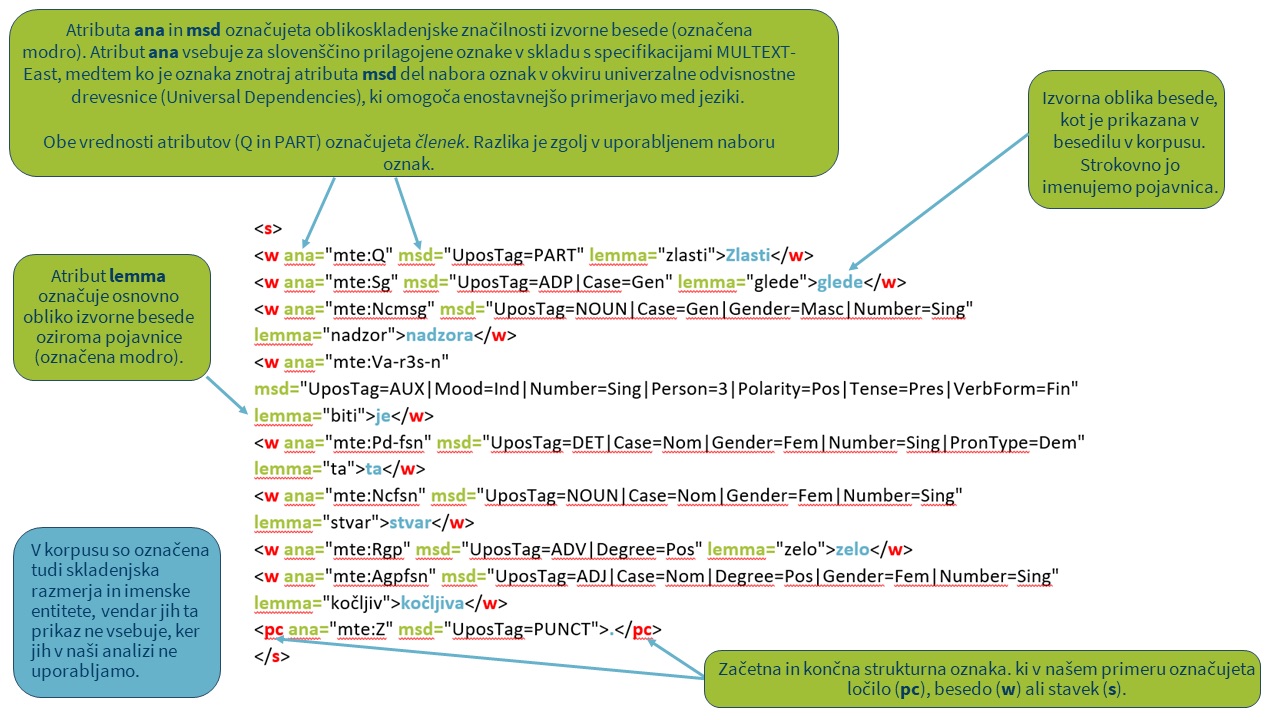 Atributa ana in msd označujeta oblikoskladenjske značilnosti izvorne besede (označena
modro). Atribut ana vsebuje za slovenščino prilagojene oznake v skladu s specifikacijami MULTEXT-
East, medtem ko je oznaka znotraj atributa msd del nabora oznak v okviru univerzalne odvisnostne
drevesnice (Universal Dependencies), ki omogoča enostavnejšo primerjavo med jeziki.
Obe vrednosti atributov (Q in PART) označujeta členek. Razlika je zgolj v uporabljenem naboru
oznak.
Izvorna oblika besede,
kot je prikazana v
besedilu v korpusu.
Strokovno jo
imenujemo pojavnica.
<s>
<w ana="mte:Q" msd="UposTag=PART" lemma="zlasti">Zlasti</w>
<w ana="mte:Sg" msd="UposTag=ADP|Case=Gen" lemma="glede">glede</w>
<w ana="mte:Ncmsg" msd="UposTag=NOUN|Case=Gen|Gender=Masc|Number=Sing"
lemma="nadzor">nadzora</w>
<w ana="mte:Va-r3s-n"
msd="UposTag=AUX|Mood=Ind|Number=Sing|Person=3|Polarity=Pos|Tense=Pres|VerbForm=Fin"
lemma="biti">je</w>
<w ana="mte:Pd-fsn" msd="UposTag=DET|Case=Nom|Gender=Fem|Number=Sing|PronType=Dem"
lemma="ta">ta</w>
<w ana="mte:Ncfsn" msd="UposTag=NOUN|Case=Nom|Gender=Fem|Number=Sing"
lemma="stvar">stvar</w>
<w ana="mte:Rgp" msd="UposTag=ADV|Degree=Pos" lemma="zelo">zelo</w>
<w ana="mte:Agpfsn" msd="UposTag=ADJ|Case=Nom|Degree=Pos|Gender=Fem|Number=Sing"
lemma="kočljiv">kočljiva</w>
<pc ana="mte:Z" msd="UposTag=PUNCT">.</pc>
</s>
Atribut lemma
označuje osnovno
obliko izvorne besede
oziroma pojavnice
(označena modro).
V korpusu so označena
tudi skladenjska
razmerja in imenske
entitete, vendar jih ta
prikaz ne vsebuje, ker
jih v naši analizi ne
uporabljamo.
Začetna in končna strukturna oznaka. ki v našem primeru označujeta
ločilo (pc), besedo (w) ali stavek (s).